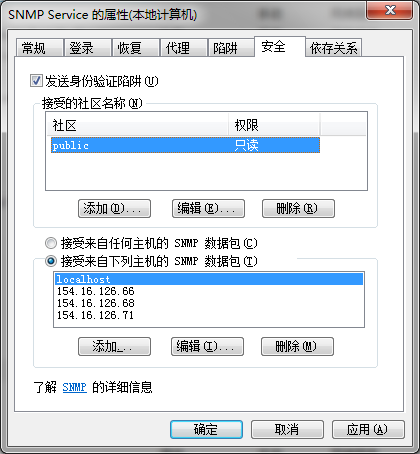 SNMP Service 的属性(本地计算机)
常规 登录 恢复 代理 陷阱 安全 依存关系
发送身份验证陷阱(U)
接受的社区名称(N)
社区 权限
public 只读
添加(D)... 编辑(E)... 删除(R)
接受来自任何主机的 SNMP 数据包(C)
接受来自下列主机的 SNMP 数据包(T)
localhost
154.16.126.66
154.16.126.68
154.16.126.71
添加... 编辑(I)... 删除(M)
了解 SNMP 的详细信息
确定 取消 应用(A)